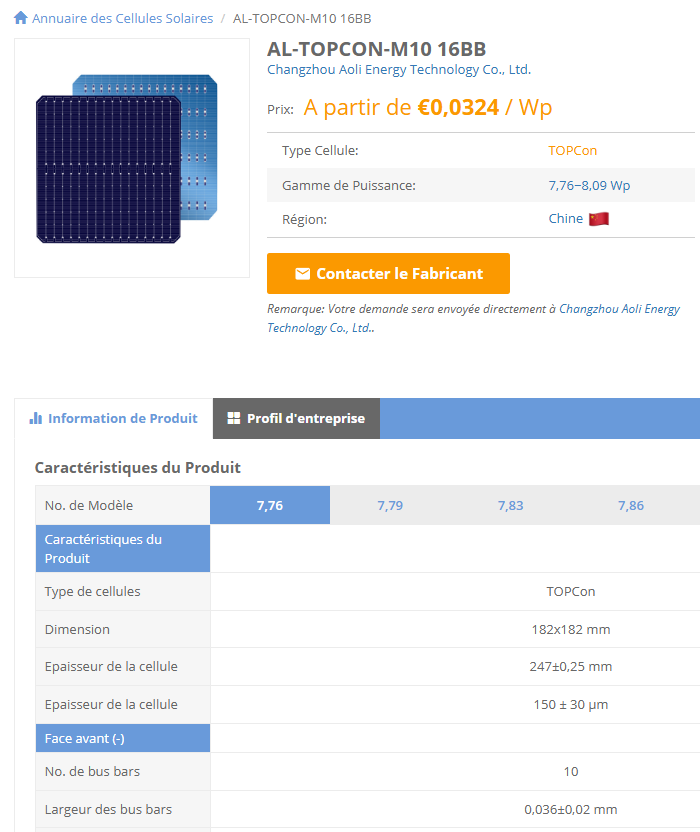 Annuaire des Cellules Solaires / AL-TOPCON-M10 16BB
AL-TOPCON-M10 16BB
Changzhou Aoli Energy Technology Co., Ltd.
Prix: A partir de €0,0324 / Wp
Type Cellule: TOPCon
Gamme de Puissance: 7,76~8,09 Wp
Région: Chine
Contacter le Fabricant
Remarque: Votre demande sera envoyée directement à Changzhou Aoli Energy
Technology Co., Ltd..
Information de Produit Profil d'entreprise
Caractéristiques du Produit
No. de Modèle 7,76 7,79 7,83 7,86
Caractéristiques du
Produit
Type de cellules TOPCon
Dimension 182x182 mm
Epaisseur de la cellule 247±0,25 mm
Epaisseur de la cellule 150 ± 30 µm
Face avant (-)
No. de bus bars 10
Largeur des bus bars 0,036±0,02 mm